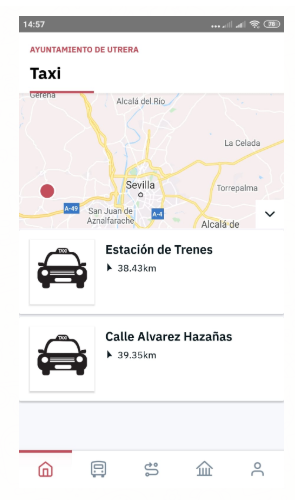 14:57
76
AYUNTAMIENTO DE UTRERA
Taxi
Gerena
Alcalá del Río
La Celada
Sevilla
Torrepalma
A-49
San Juan de
Aznalfarache
A-4
Alcalá de
TAXI
Estación de Trenes
38.43km
TAXI
Calle Alvarez Hazañas
39.35km